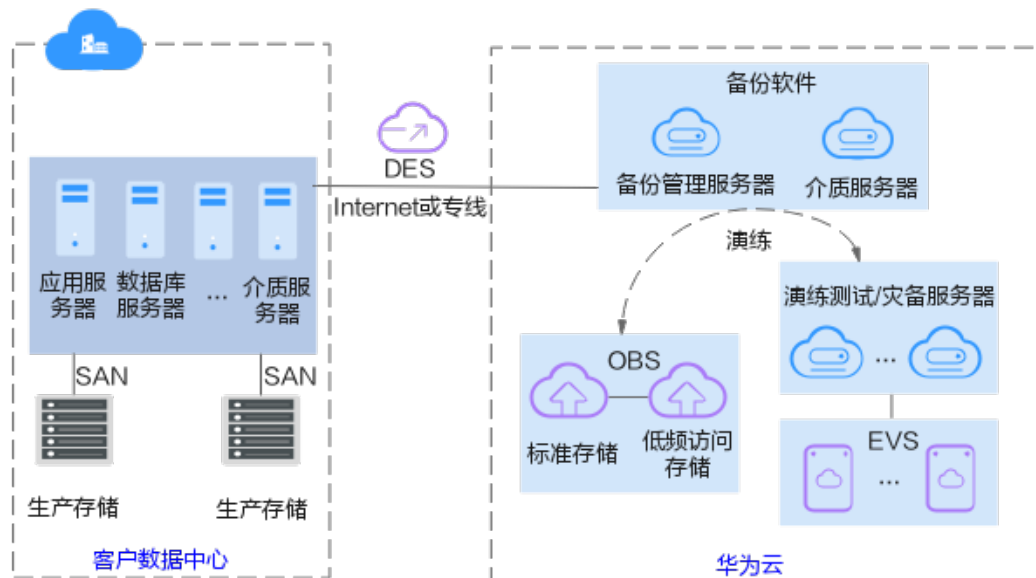 DES
Internet或专线
应用服
务器
数据库
服务器
...
介质服
务器
SAN
SAN
生产存储
生产存储
客户数据中心
备份软件
备份管理服务器
介质服务器
演练
OBS
标准存储
低频访问
存储
演练测试/灾备服务器
...
EVS
...
华为云